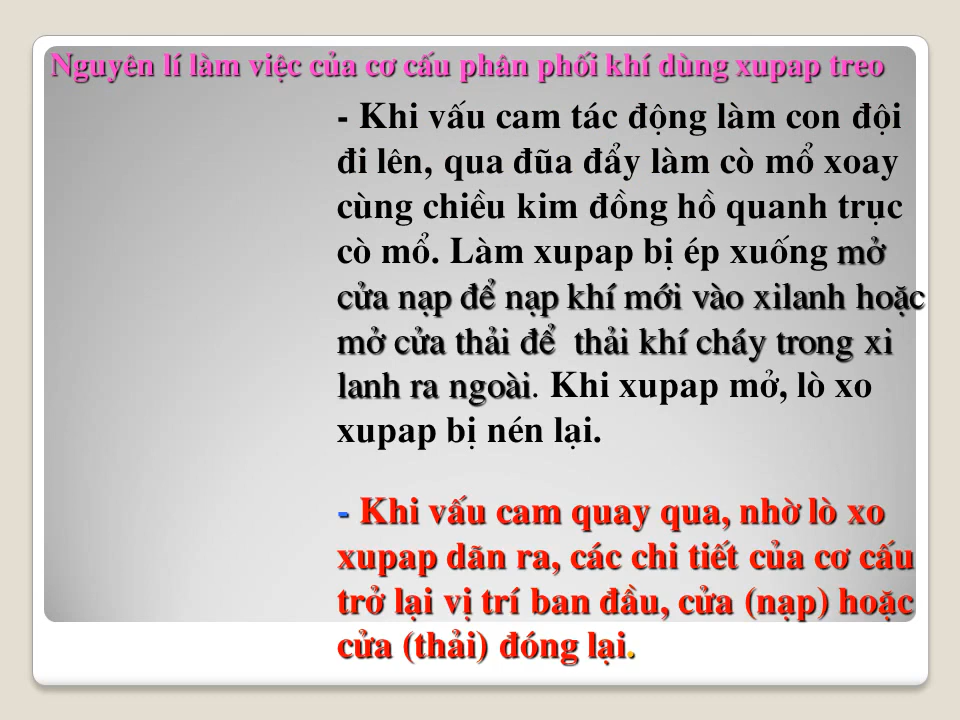 Nguyên lí làm việc của cơ cấu phân phối khí dùng xupap treo
- Khi vấu cam tác động làm con đội
đi lên, qua đũa đẩy làm cò mổ xoay
cùng chiều kim đồng hồ quanh trục
cò mổ. Làm xupap bị ép xuống mở
cửa nạp để nạp khí mới vào xilanh hoặc
mở cửa thải để thải khí cháy trong xi
lanh ra ngoài. Khi xupap mở, lò xo
xupap bị nén lại.
- Khi vấu cam quay qua, nhờ lò xo
xupap dãn ra, các chi tiết của cơ cấu
trở lại vị trí ban đầu, cửa (nạp) hoặc
cửa (thải) đóng lại.